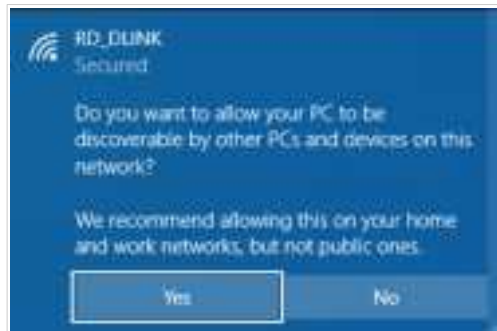 RD_DLINK
Secured
Do you want to allow your PC to be
discoverable by other PCs and devices on this
network?
We recommend allowing this on your home
and work networks, but not public ones.
Yes
No